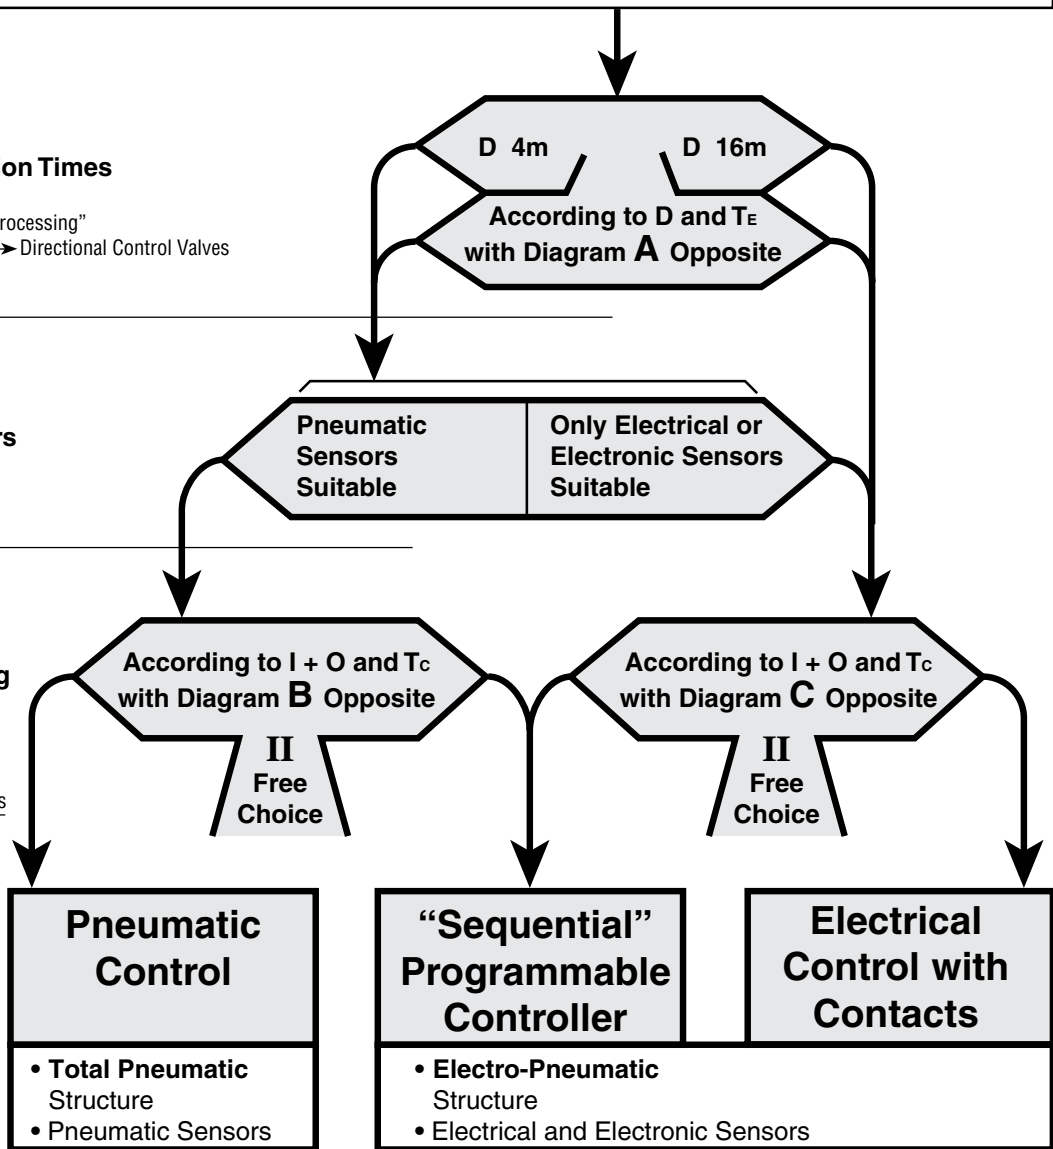 D 4m
D 16m
on Times
rocessing”
Directional Control Valves
According to D and TE
with Diagram A Opposite
rs
Pneumatic
Sensors
Suitable
Only Electrical or
Electronic Sensors
Suitable
g
According to I + O and TC
with Diagram B Opposite
II
Free
Choice
According to I + O and TC
with Diagram C Opposite
II
Free
Choice
s
Pneumatic
Control
“Sequential”
Programmable
Controller
Electrical
Control with
Contacts
• Total Pneumatic
Structure
• Pneumatic Sensors
• Electro-Pneumatic
Structure
• Electrical and Electronic Sensors